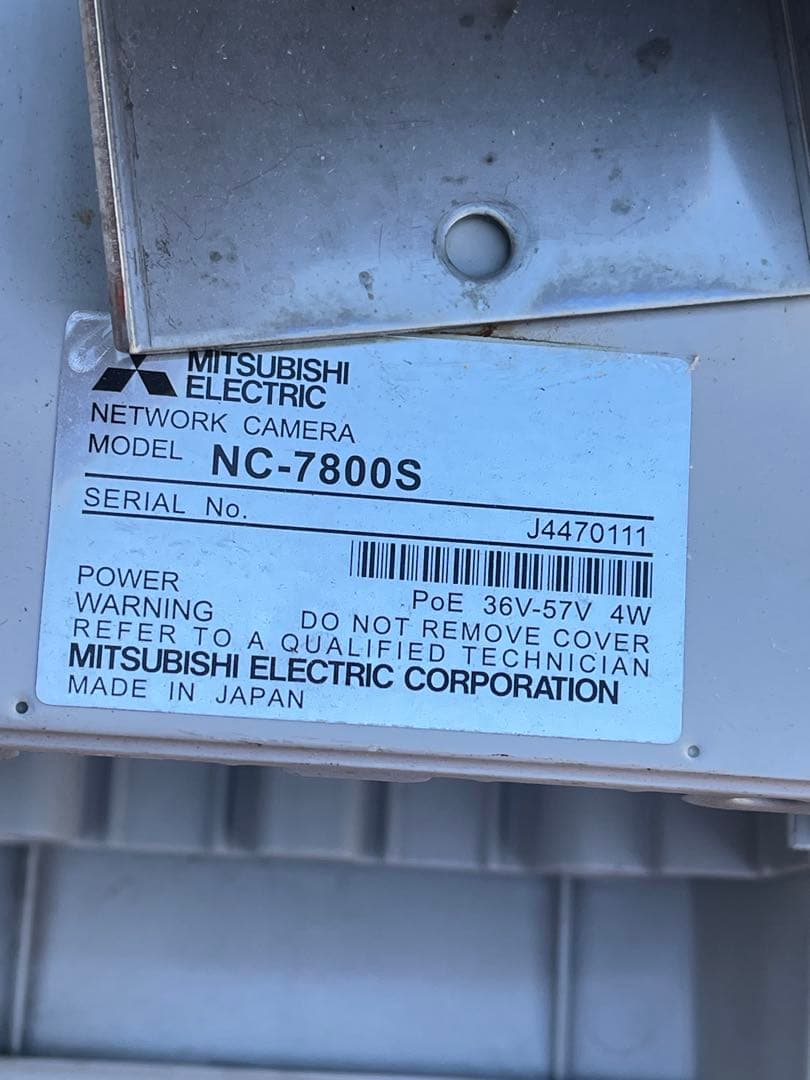 MITSUBISHI
ELECTRIC
NETWORK CAMERA
MODEL NC-7800S
SERIAL No. J4470111
POWER PoE 36V-57V 4W
WARNING DO NOT REMOVE COVER
REFER TO A QUALIFIED TECHNICIAN
MITSUBISHI ELECTRIC CORPORATION
MADE IN JAPAN